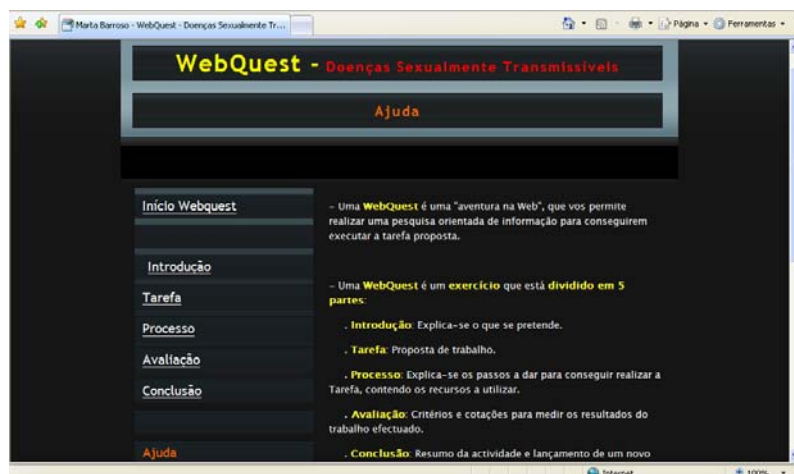 Marta Barroso - WebQuest - Doenças Sexualmente Tr...
Página
Ferramentas
WebQuest - Doenças Sexualmente Transmissíveis
Ajuda
Início Webquest
Introdução
Tarefa
Processo
Avaliação
Conclusão
Ajuda
- Uma WebQuest é uma "aventura na Web", que vos permite
realizar uma pesquisa orientada de informação para conseguirem
executar a tarefa proposta.
- Uma WebQuest é um exercício que está dividido em 5
partes:
. Introdução: Explica-se o que se pretende.
. Tarefa: Proposta de trabalho.
. Processo: Explica-se os passos a dar para conseguir realizar a
Tarefa, contendo os recursos a utilizar.
. Avaliação: Critérios e cotações para medir os resultados do
trabalho efectuado.
. Conclusão: Resumo da actividade e lançamento de um novo
Internet
100%